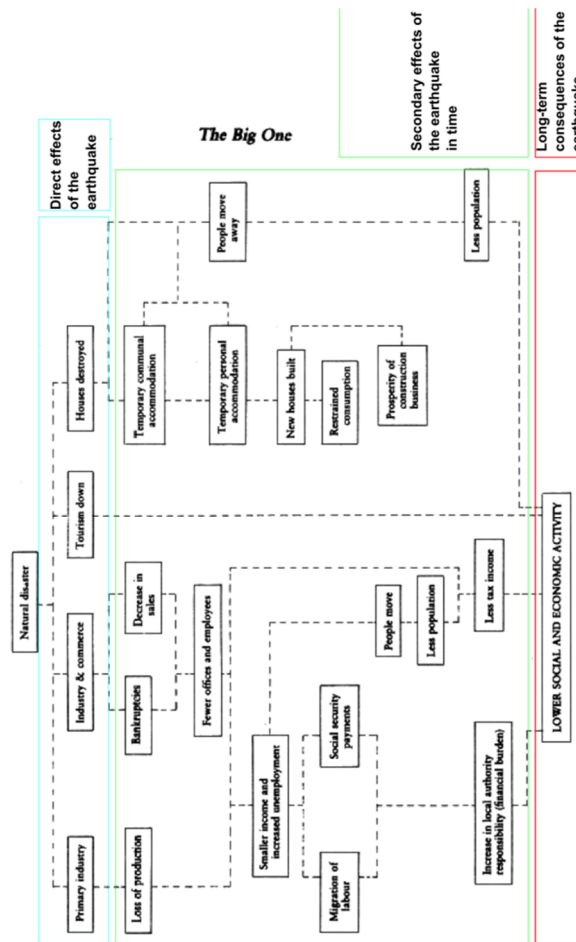 Direct effects
of the
earthquake
The Big One
Secondary effects of
the earthquake
in time
Long-term
consequences of the
earthquake
Natural disaster
Primary industry
Industry & commerce
Tourism down
Houses destroyed
Loss of production
Bankruptcies
Decrease in
sales
Temporary communal
accommodation
Fewer offices and employees
Temporary personal
accommodation
People move
away
Smaller income and
increased unemployment
New houses built
Migration of
labour
Social security
payments
Restrained
consumption
People move
Prosperity of
construction
business
Less population
Less tax income
Less population
Increase in local authority
responsibility (financial burden)
LOWER SOCIAL AND ECONOMIC ACTIVITY